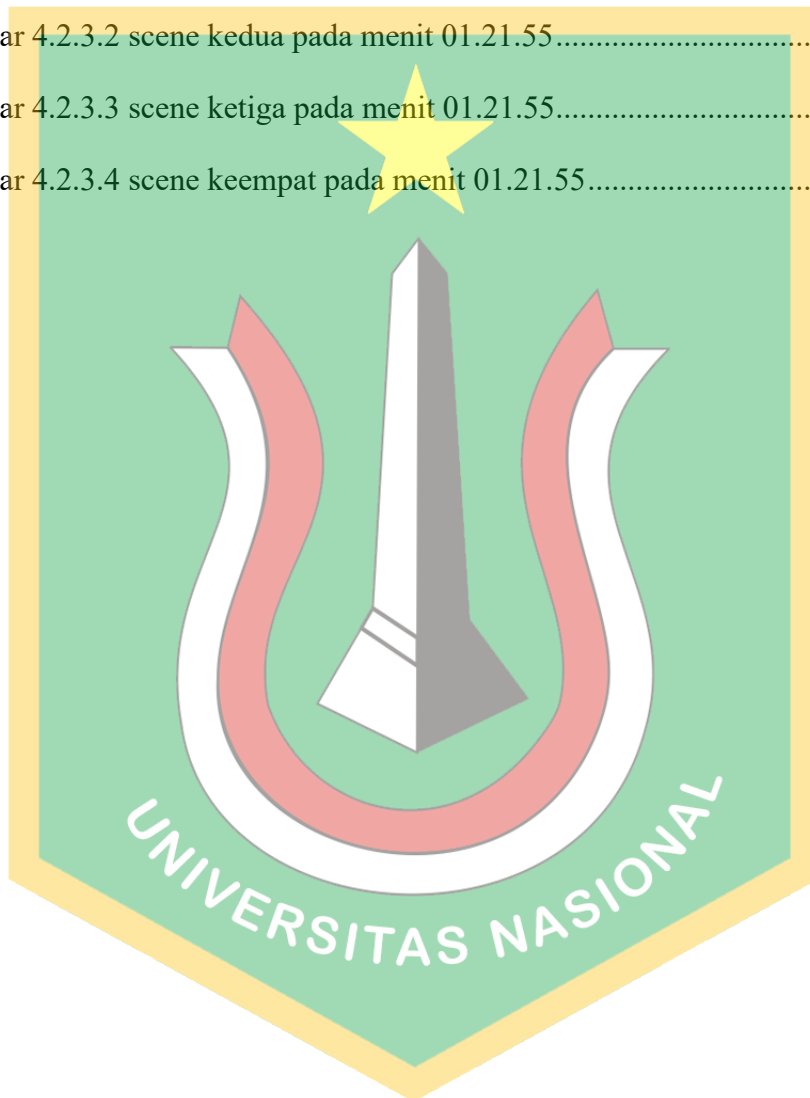 ar 4.2.3.2 scene kedua pada menit 01.21.55................................
ar 4.2.3.3 scene ketiga pada menit 01.21.55................................
ar 4.2.3.4 scene keempat pada menit 01.21.55............................
UNIVERSITAS NASIONAL